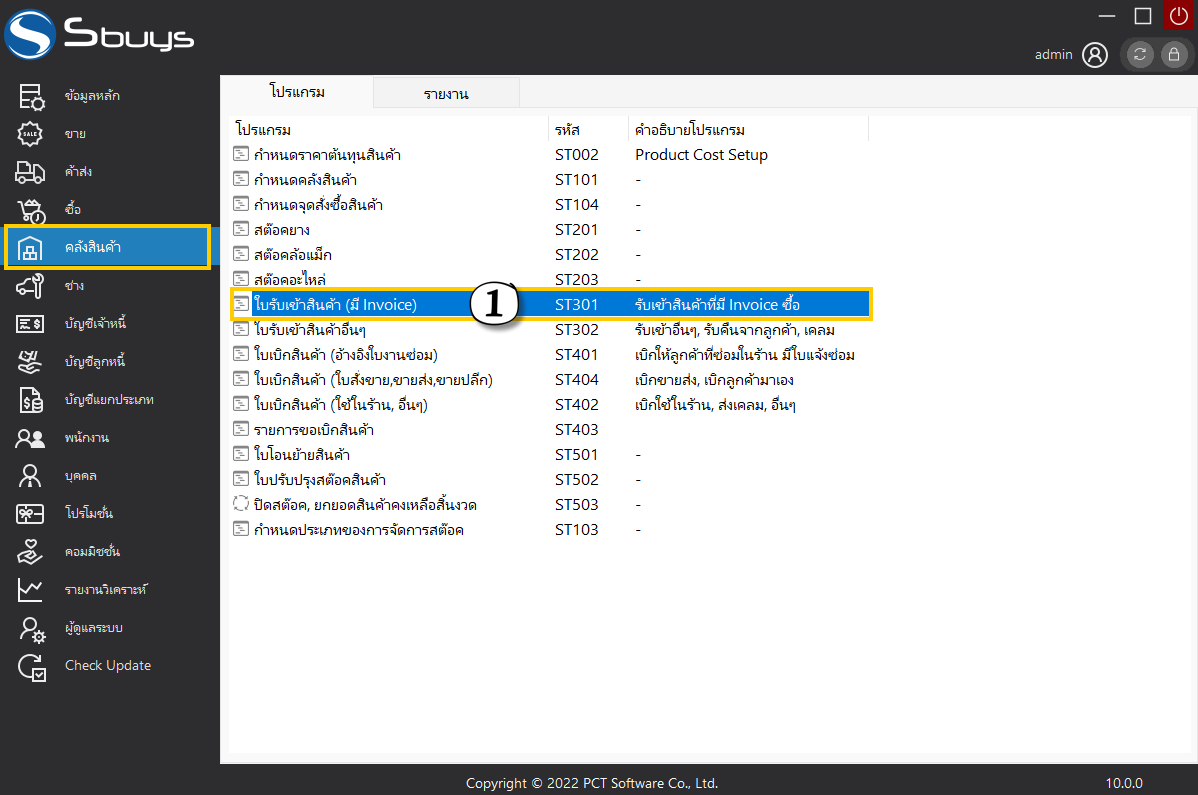 Sbuys
admin
ข้อมูลหลัก
ขาย
ค้าส่ง
ซื้อ
คลังสินค้า
ช่าง
บัญชีเจ้าหนี้
บัญชีลูกหนี้
บัญชีแยกประเภท
พนักงาน
บุคคล
โปรโมชั่น
คอมมิชชั่น
รายงานวิเคราะห์
ผู้ดูแลระบบ
Check Update
โปรแกรม รายงาน
โปรแกรม รหัส คำอธิบายโปรแกรม
กำหนดราคาต้นทุนสินค้า ST002 Product Cost Setup
กำหนดคลังสินค้า ST101 -
กำหนดจุดสั่งซื้อสินค้า ST104 -
สต๊อคยาง ST201 -
สต๊อคล้อแม็ก ST202 -
สต๊อคอะไหล่ ST203 -
ใบรับเข้าสินค้า (มี Invoice) 1 ST301 รับเข้าสินค้าที่มี Invoice ซื้อ
ใบรับเข้าสินค้าอื่นๆ ST302 รับเข้าอื่นๆ, รับคืนจากลูกค้า, เคลม
ใบเบิกสินค้า (อ้างอิงใบงานซ่อม) ST401 เบิกให้ลูกค้าที่ซ่อมในร้าน มีใบแจ้งซ่อม
ใบเบิกสินค้า (ใบสั่งขาย,ขายส่ง,ขายปลีก) ST404 เบิกขายส่ง, เบิกลูกค้ามาเอง
ใบเบิกสินค้า (ใช้ในร้าน, อื่นๆ) ST402 เบิกใช้ในร้าน, ส่งเคลม, อื่นๆ
รายการขอเบิกสินค้า ST403
ใบโอนย้ายสินค้า ST501 -
ใบปรับปรุงสต๊อคสินค้า ST502 -
ปิดสต๊อค, ยกยอดสินค้าคงเหลือสิ้นงวด ST503 -
กำหนดประเภทของการจัดการสต๊อค ST103 -
Copyright © 2022 PCT Software Co., Ltd. 10.0.0